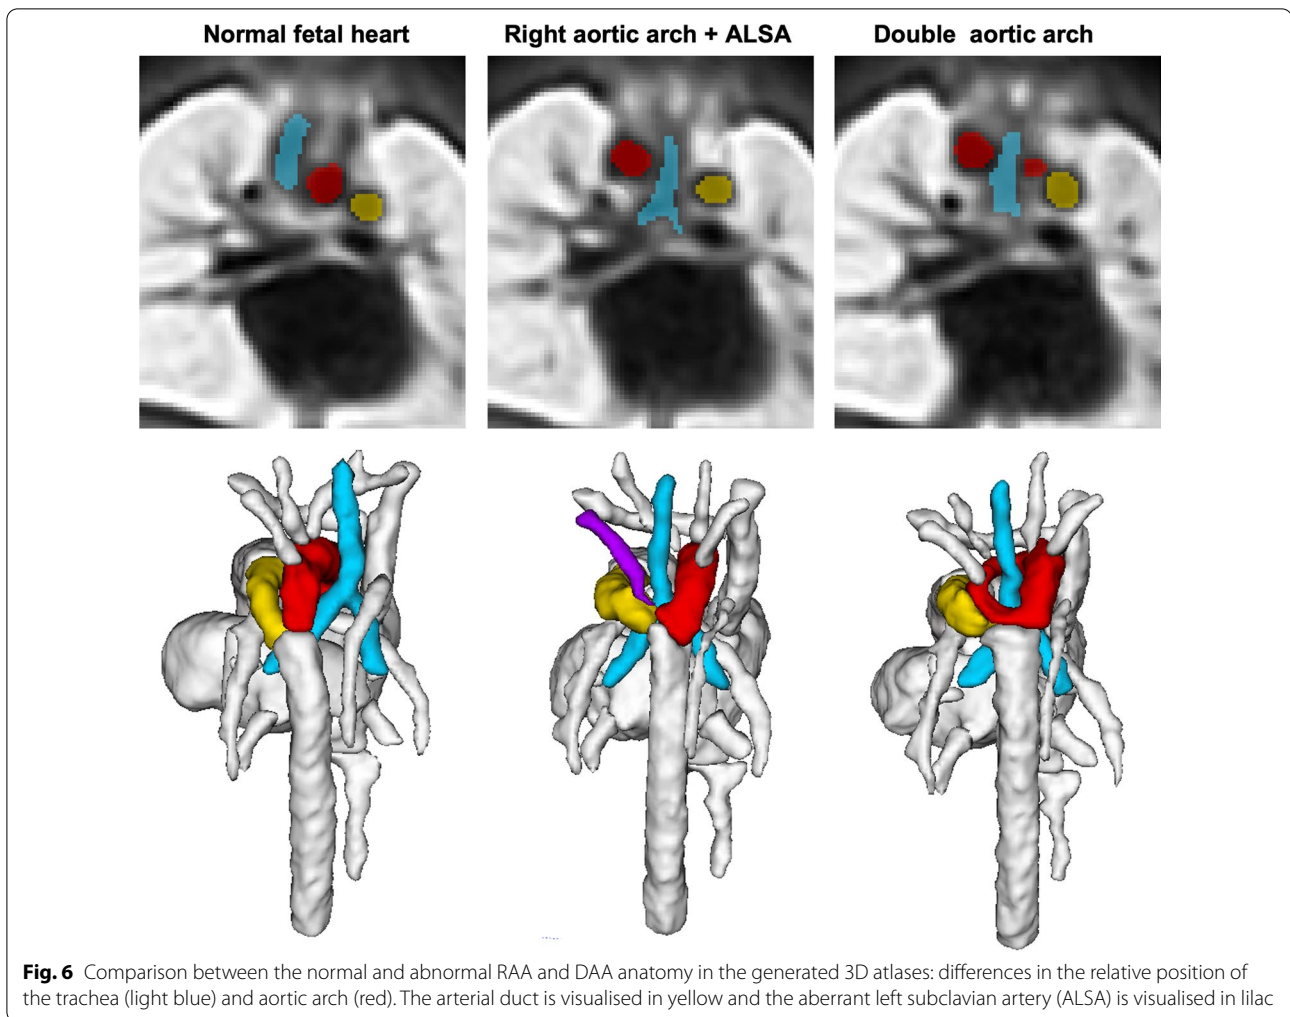 Normal fetal heart
Right aortic arch + ALSA
Double aortic arch
Fig. 6 Comparison between the normal and abnormal RAA and DAA anatomy in the generated 3D atlases: differences in the relative position of
the trachea (light blue) and aortic arch (red). The arterial duct is visualised in yellow and the aberrant left subclavian artery (ALSA) is visualised in lilac